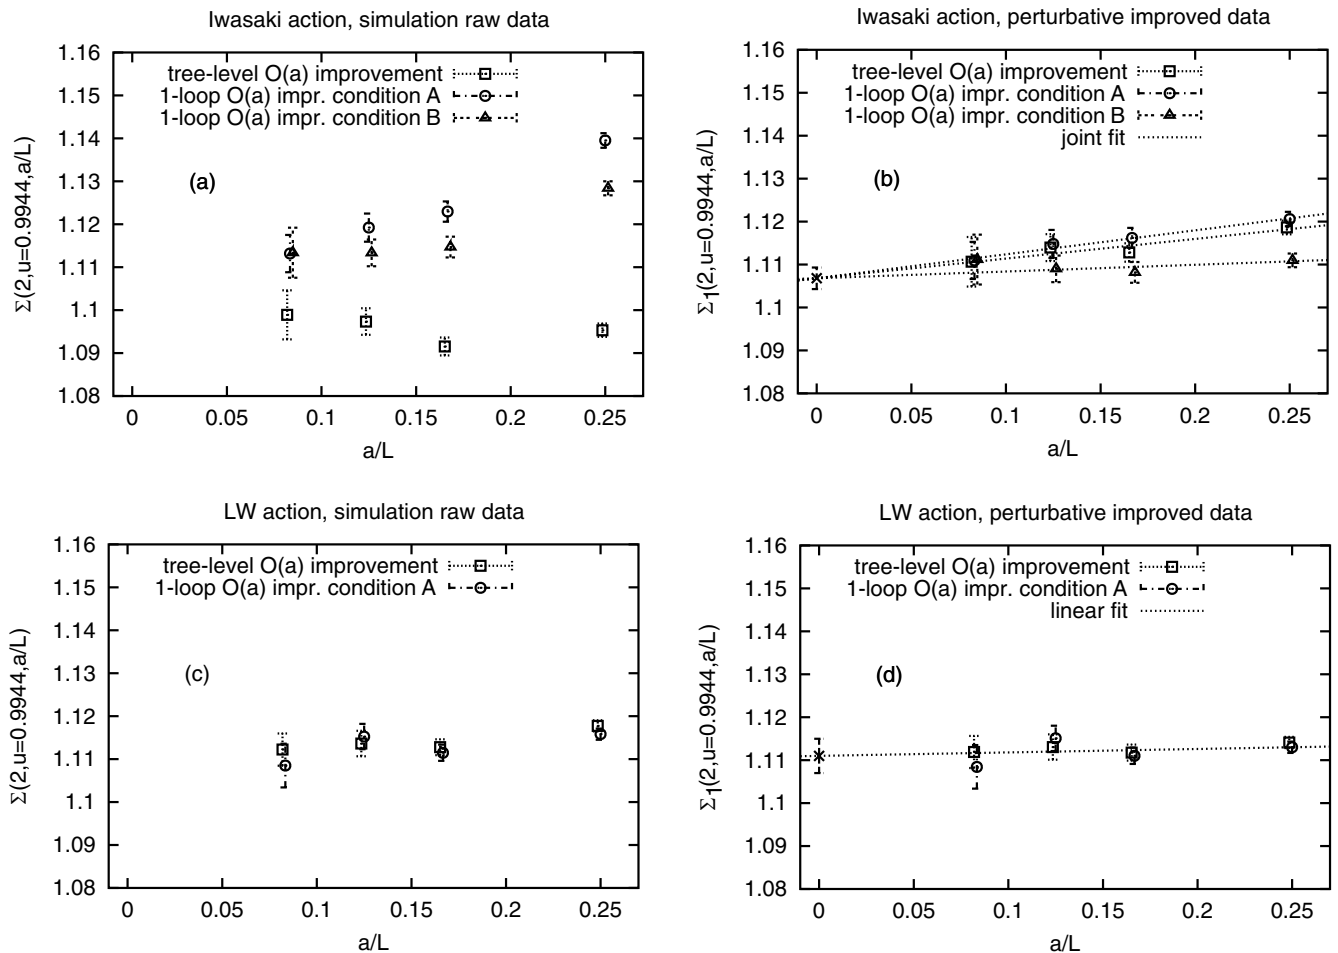 Iwasaki action, simulation raw data
1.16
1.15
1.14
1.13
1.12
1.11
1.1
1.09
1.08
Σ(2,u=0.9944,a/L)
tree-level O(a) improvement
1-loop O(a) impr. condition A
1-loop O(a) impr. condition B
(a)
0 0.05 0.1 0.15 0.2 0.25
a/L
Iwasaki action, perturbative improved data
1.16
1.15
1.14
1.13
1.12
1.11
1.1
1.09
1.08
Σ1(2,u=0.9944,a/L)
tree-level O(a) improvement
1-loop O(a) impr. condition A
1-loop O(a) impr. condition B
joint fit
(b)
0 0.05 0.1 0.15 0.2 0.25
a/L
LW action, simulation raw data
1.16
1.15
1.14
1.13
1.12
1.11
1.1
1.09
1.08
Σ(2,u=0.9944,a/L)
tree-level O(a) improvement
1-loop O(a) impr. condition A
(c)
0 0.05 0.1 0.15 0.2 0.25
a/L
LW action, perturbative improved data
1.16
1.15
1.14
1.13
1.12
1.11
1.1
1.09
1.08
Σ1(2,u=0.9944,a/L)
tree-level O(a) improvement
1-loop O(a) impr. condition A
linear fit
(d)
0 0.05 0.1 0.15 0.2 0.25
a/L